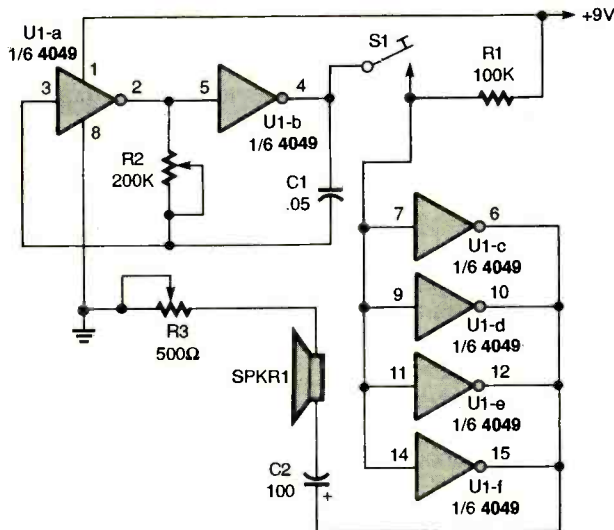 U1-a
1/6 4049
3
1
2
8
5
4
U1-b
1/6 4049
S1
+9V
R1
100K
R2
200K
C1
.05
R3
500Ω
SPKR1
C2
100
+
7
6
U1-c
1/6 4049
9
10
U1-d
1/6 4049
11
12
U1-e
1/6 4049
14
15
U1-f
1/6 4049